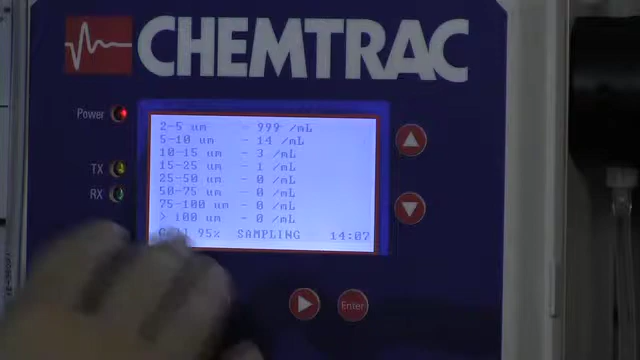 CHEMTRAC
Power
TX
RX
2-5 um - 999 /mL
5-10 um - 14 /mL
10-15 um - 3 /mL
15-25 um - 1 /mL
25-50 um - 0 /mL
50-75 um - 0 /mL
75-100 um - 0 /mL
> 100 um - 0 /mL
95% SAMPLING 14:07
Enter